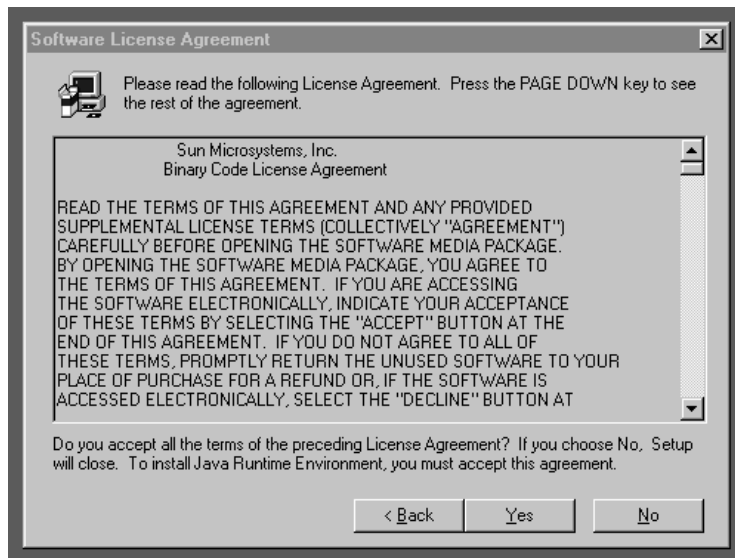 Software License Agreement
Please read the following License Agreement. Press the PAGE DOWN key to see
the rest of the agreement.
Sun Microsystems, Inc.
Binary Code License Agreement
READ THE TERMS OF THIS AGREEMENT AND ANY PROVIDED
SUPPLEMENTAL LICENSE TERMS (COLLECTIVELY "AGREEMENT")
CAREFULLY BEFORE OPENING THE SOFTWARE MEDIA PACKAGE.
BY OPENING THE SOFTWARE MEDIA PACKAGE, YOU AGREE TO
THE TERMS OF THIS AGREEMENT. IF YOU ARE ACCESSING
THE SOFTWARE ELECTRONICALLY, INDICATE YOUR ACCEPTANCE
OF THESE TERMS BY SELECTING THE "ACCEPT" BUTTON AT THE
END OF THIS AGREEMENT. IF YOU DO NOT AGREE TO ALL OF
THESE TERMS, PROMPTLY RETURN THE UNUSED SOFTWARE TO YOUR
PLACE OF PURCHASE FOR A REFUND OR, IF THE SOFTWARE IS
ACCESSED ELECTRONICALLY, SELECT THE "DECLINE" BUTTON AT
Do you accept all the terms of the preceding License Agreement? If you choose No, Setup
will close. To install Java Runtime Environment, you must accept this agreement.
< Back Yes No